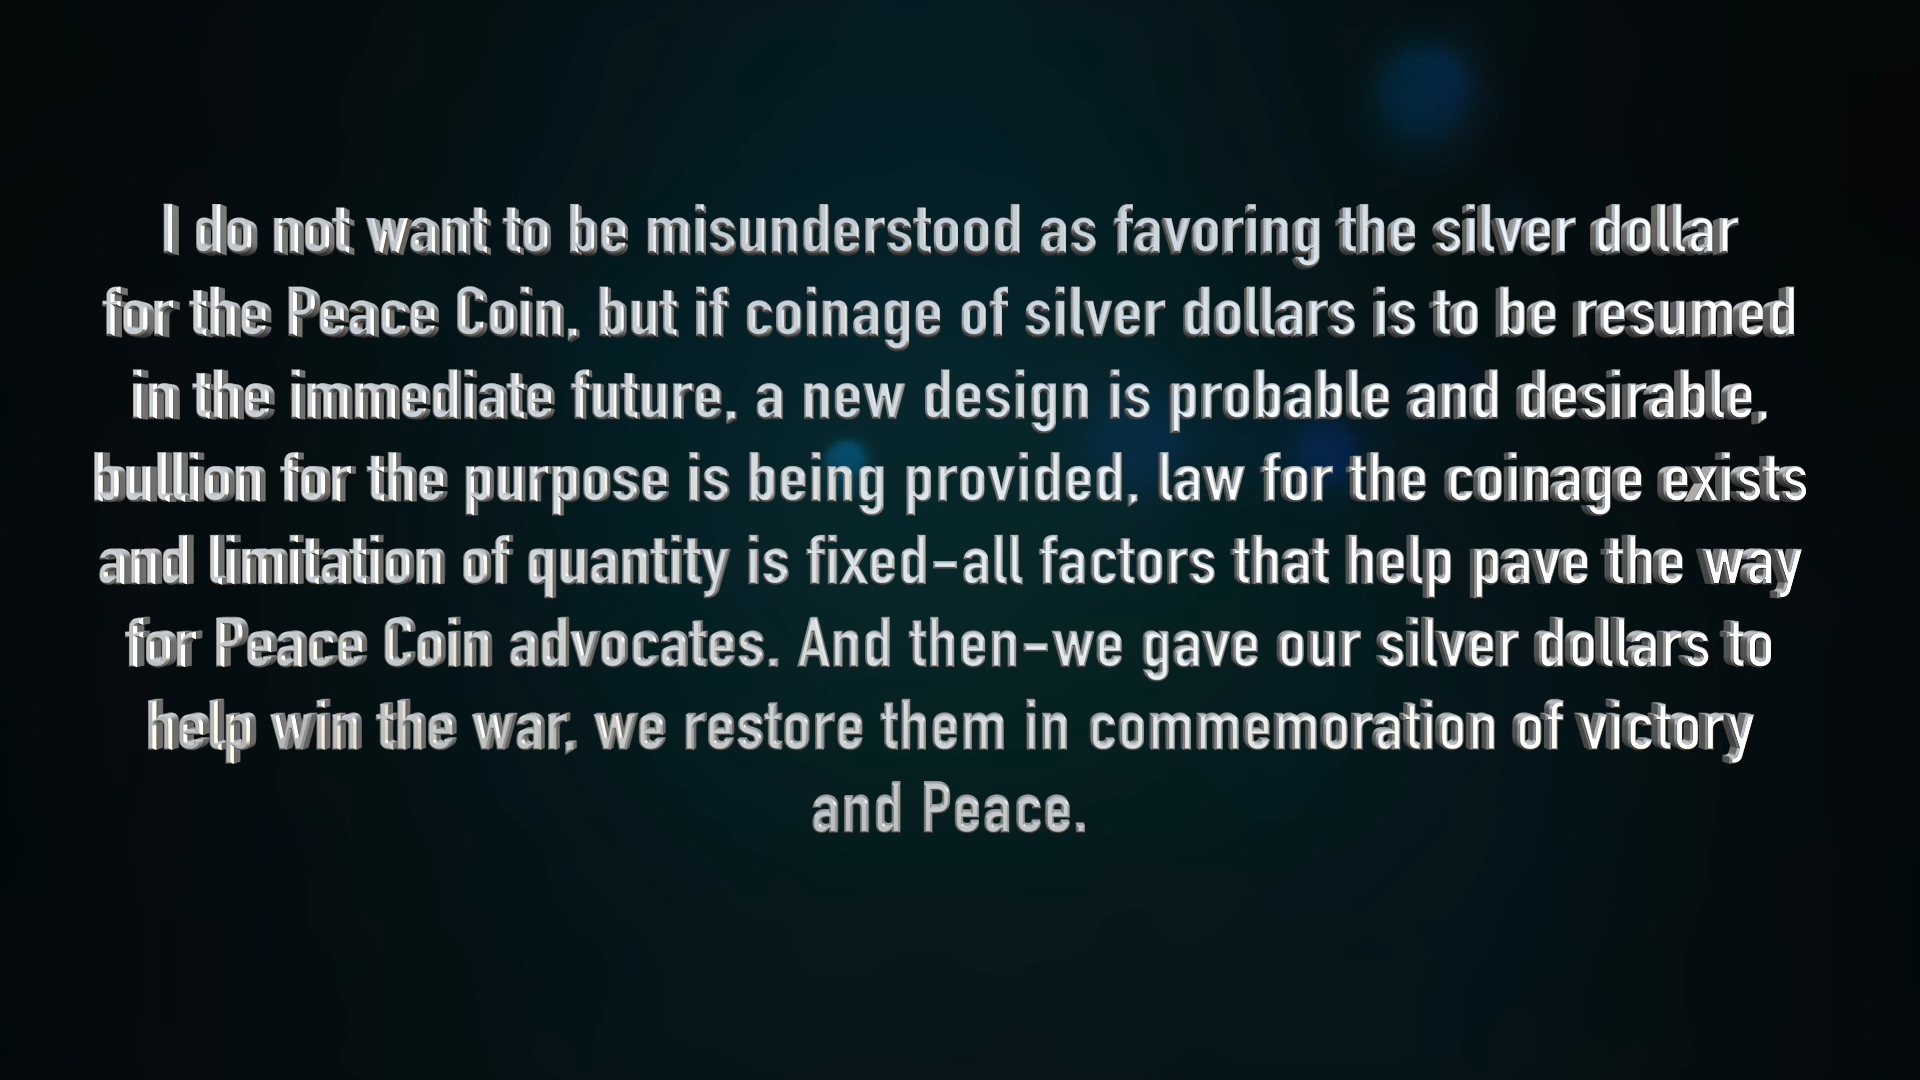 I do not want to be misunderstood as favoring the silver dollar
for the Peace Coin, but if coinage of silver dollars is to be resumed
in the immediate future, a new design is probable and desirable,
bullion for the purpose is being provided, law for the coinage exists
and limitation of quantity is fixed–all factors that help pave the way
for Peace Coin advocates. And then–we gave our silver dollars to
help win the war, we restore them in commemoration of victory
and Peace.